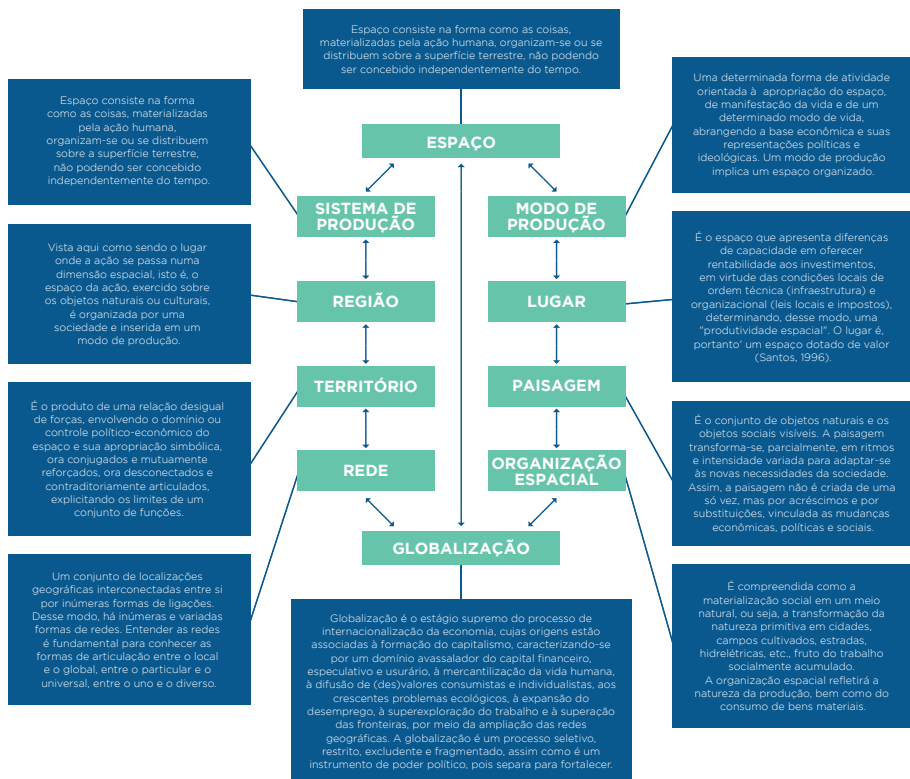 Espaço consiste na forma como as coisas,
materializadas pela ação humana, organizam-se ou se
distribuem sobre a superfície terrestre, não podendo
ser concebido independentemente do tempo.
ESPAÇO
Espaço consiste na forma
como as coisas, materializadas
pela ação humana,
organizam-se ou se distribuem
sobre a superfície terrestre,
não podendo ser concebido
independentemente do tempo.
SISTEMA DE
PRODUÇÃO
MODO DE
PRODUÇÃO
Uma determinada forma de atividade
orientada à apropriação do espaço,
de manifestação da vida e de um
determinado modo de vida,
abrangendo a base econômica e suas
representações políticas e
ideológicas. Um modo de produção
implica um espaço organizado.
Vista aqui como sendo o lugar
onde a ação se passa numa
dimensão espacial, isto é, o
espaço da ação, exercido sobre
os objetos naturais ou culturais,
é organizada por uma
sociedade e inserida em um
modo de produção.
REGIÃO
LUGAR
É o espaço que apresenta diferenças
de capacidade em oferecer
rentabilidade aos investimentos,
em virtude das condições locais de
ordem técnica (infraestrutura) e
organizacional (leis locais e impostos),
determinando, desse modo, uma
"produtividade espacial". O lugar é,
portanto' um espaço dotado de valor
(Santos, 1996).
É o produto de uma relação desigual
de forças, envolvendo o domínio ou
controle político-econômico do
espaço e sua apropriação simbólica,
ora conjugados e mutuamente
reforçados, ora desconectados e
contraditoriamente articulados,
explicitando os limites de um
conjunto de funções.
TERRITÓRIO
PAISAGEM
É o conjunto de objetos naturais e os
objetos sociais visíveis. A paisagem
transforma-se, parcialmente, em ritmos
e intensidade variada para adaptar-se
às novas necessidades da sociedade.
Assim, a paisagem não é criada de uma
só vez, mas por acréscimos e por
substituições, vinculada as mudanças
econômicas, políticas e sociais.
Um conjunto de localizações
geográficas interconectadas entre si
por inúmeras formas de ligações.
Desse modo, há inúmeras e variadas
formas de redes. Entender as redes
é fundamental para conhecer as
formas de articulação entre o local
e o global, entre o particular e o
universal, entre o uno e o diverso.
REDE
ORGANIZAÇÃO
ESPACIAL
É compreendida como a
materialização social em um meio
natural, ou seja, a transformação da
natureza primitiva em cidades,
campos cultivados, estradas,
hidrelétricas, etc., fruto do trabalho
socialmente acumulado.
A organização espacial refletirá a
natureza da produção, bem como do
consumo de bens materiais.
GLOBALIZAÇÃO
Globalização é o estágio supremo do processo de
internacionalização da economia, cujas origens estão
associadas à formação do capitalismo, caracterizando-se
por um domínio avassalador do capital financeiro,
especulativo e usurário, à mercantilização da vida humana,
à difusão de (des)valores consumistas e individualistas, aos
crescentes problemas ecológicos, à expansão do
desemprego, à superexploração do trabalho e à superação
das fronteiras, por meio da ampliação das redes
geográficas. A globalização é um processo seletivo,
restrito, excludente e fragmentado, assim como é um
instrumento de poder político, pois separa para fortalecer.